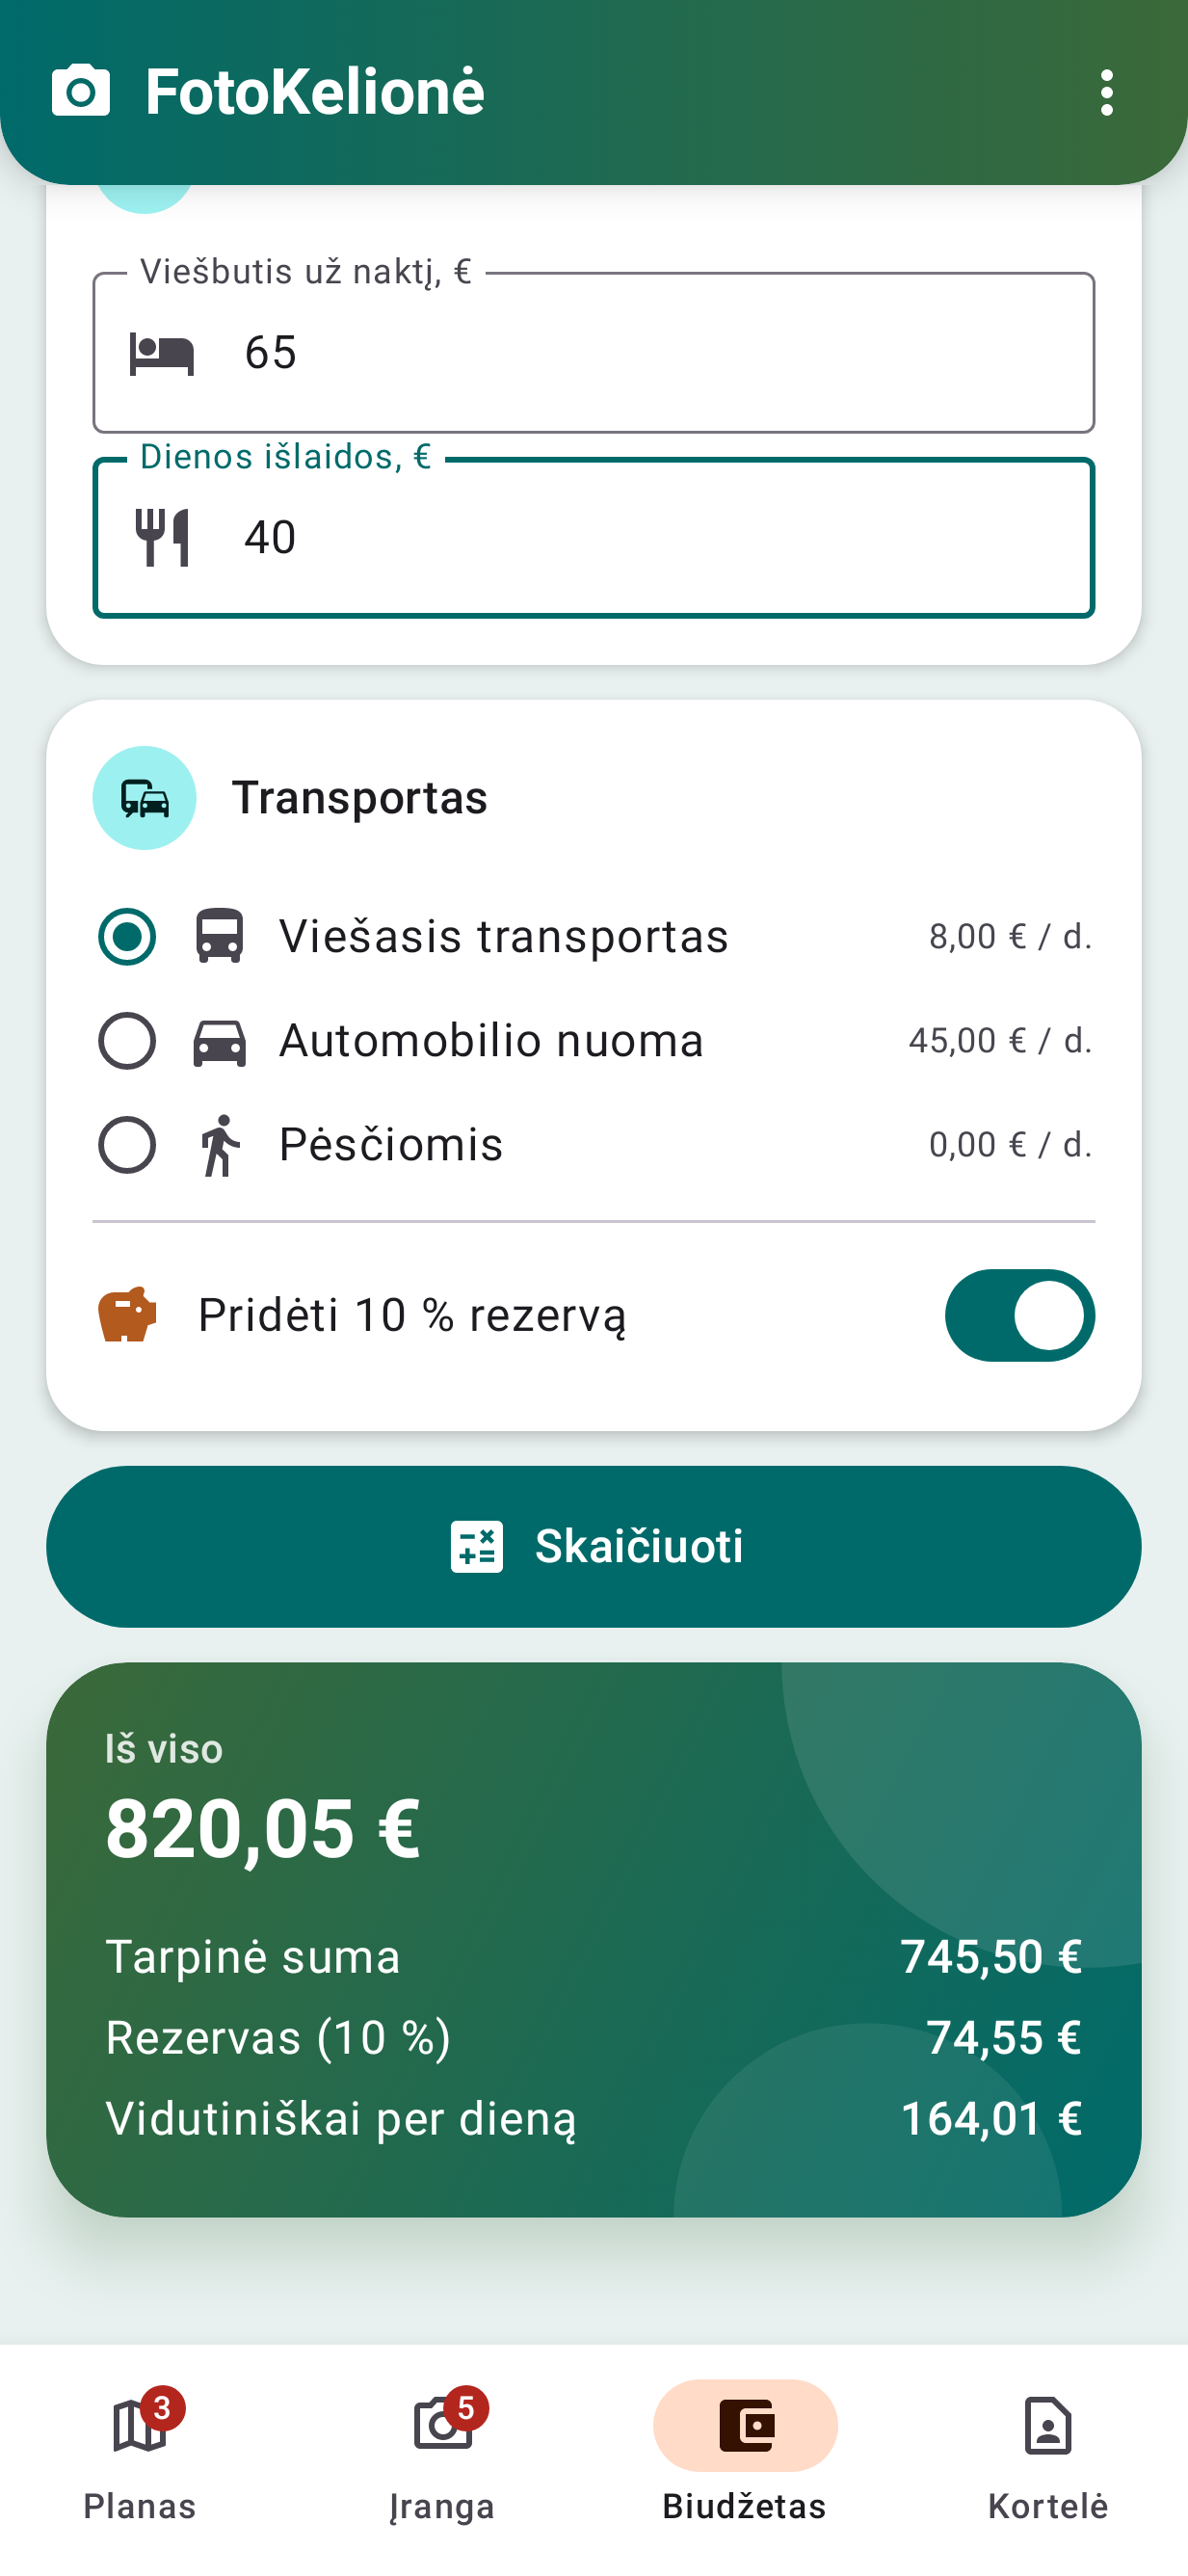 FotoKelionė
Viešbutis už naktį, €
65
Dienos išlaidos, €
40
Transportas
Viešasis transportas 8,00 € / d.
Automobilio nuoma 45,00 € / d.
Pėsčiomis 0,00 € / d.
Pridėti 10 % rezervą
Skaičiuoti
Iš viso
820,05 €
Tarpinė suma 745,50 €
Rezervas (10 %) 74,55 €
Vidutiniškai per dieną 164,01 €
3 5
Planas Įranga Biudžetas Kortelė